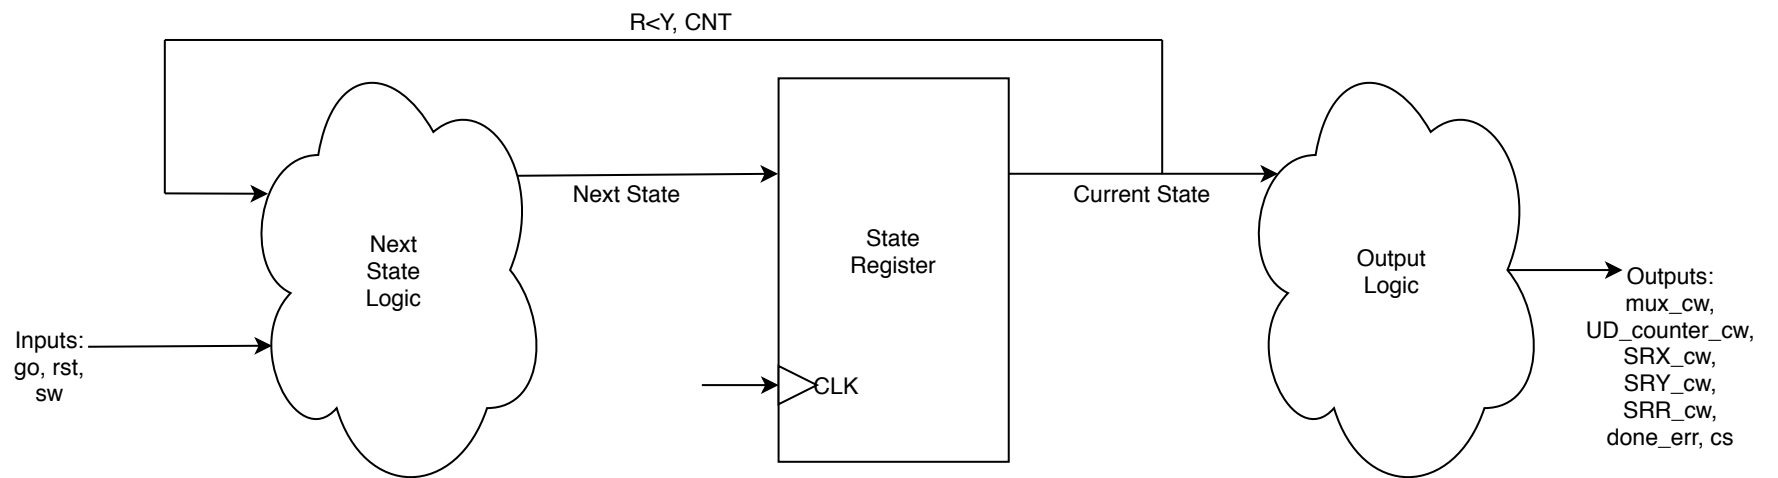 R<Y, CNT
Next
State
Logic
Next State
State
Register
CLK
Current State
Output
Logic
Inputs:
go, rst,
sw
Outputs:
mux_cw,
UD_counter_cw,
SRX_cw,
SRY_cw,
SRR_cw,
done_err, cs